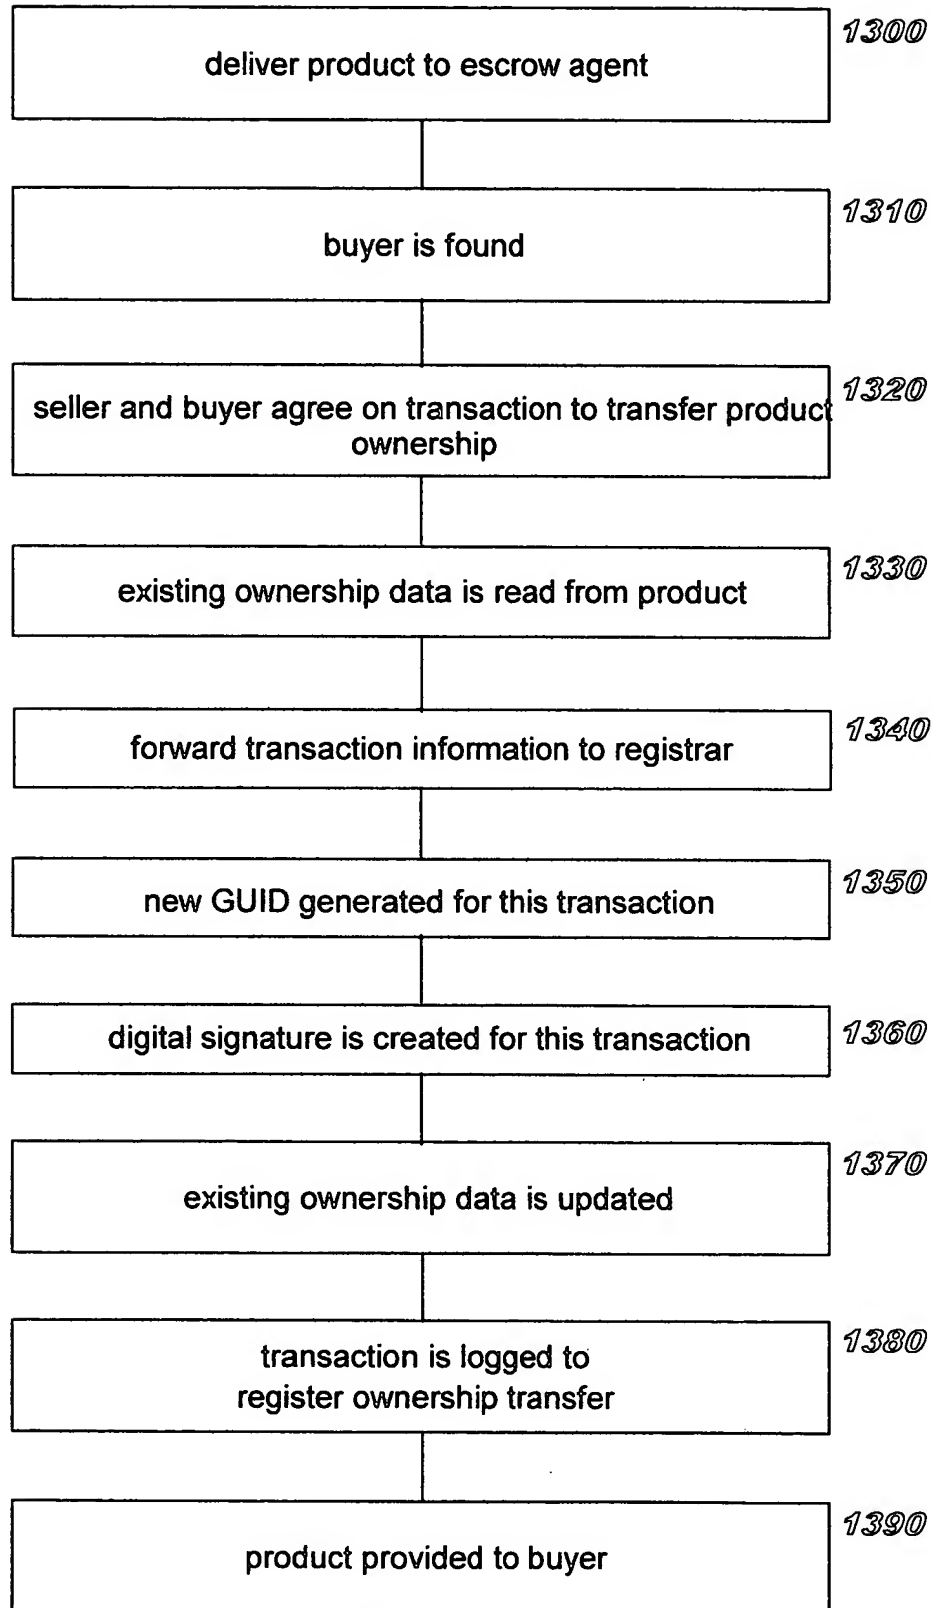 1300
deliver product to escrow agent
1310
buyer is found
1320
seller and buyer agree on transaction to transfer product
ownership
1330
existing ownership data is read from product
1340
forward transaction information to registrar
1350
new GUID generated for this transaction
1360
digital signature is created for this transaction
1370
existing ownership data is updated
1380
transaction is logged to
register ownership transfer
1390
product provided to buyer